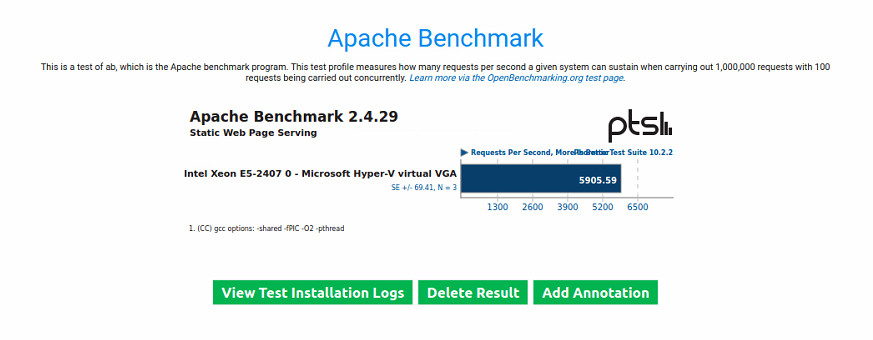 Apache Benchmark
This is a test of ab, which is the Apache benchmark program. This test profile measures how many requests per second a given system can sustain when carrying out 1,000,000 requests with 100
requests being carried out concurrently. Learn more via the OpenBenchmarking.org test page.
Apache Benchmark 2.4.29
Static Web Page Serving
ptsl
Requests Per Second, More Is Better
Phoronix Test Suite 10.2.2
Intel Xeon E5-2407 0 - Microsoft Hyper-V virtual VGA
5905.59
SE +/- 69.41, N = 3
1300 2600 3900 5200 6500
1. (CC) gcc options: -shared -fPIC -O2 -pthread
View Test Installation Logs Delete Result Add Annotation